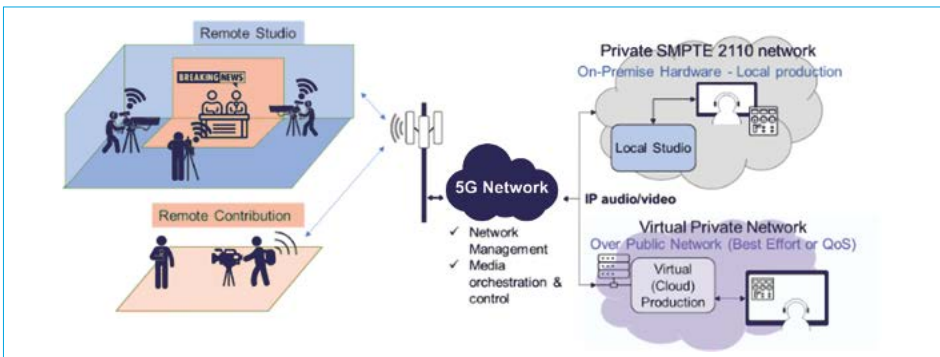 Remote Studio
BREAKING NEWS
Remote Contribution
5G Network
✓ Network
Management
✓ Media
orchestration &
control
IP audio/video
Private SMPTE 2110 network
On-Premise Hardware - Local production
Local Studio
Virtual Private Network
Over Public Network (Best Effort or QoS)
Virtual
(Cloud)
Production